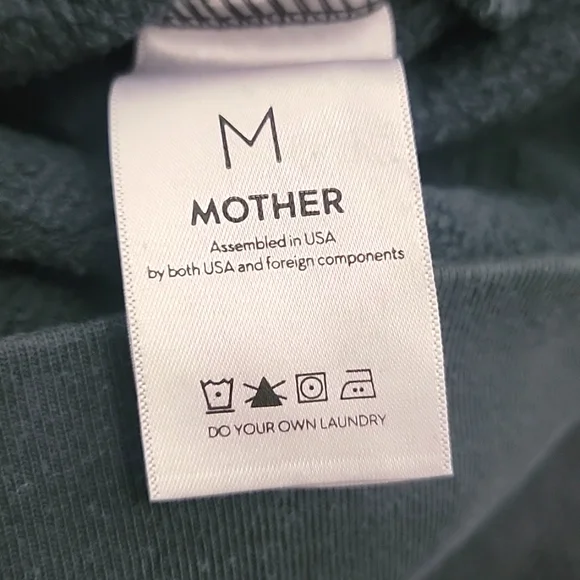 M
MOTHER
Assembled in USA
by both USA and foreign components
DO YOUR OWN LAUNDRY